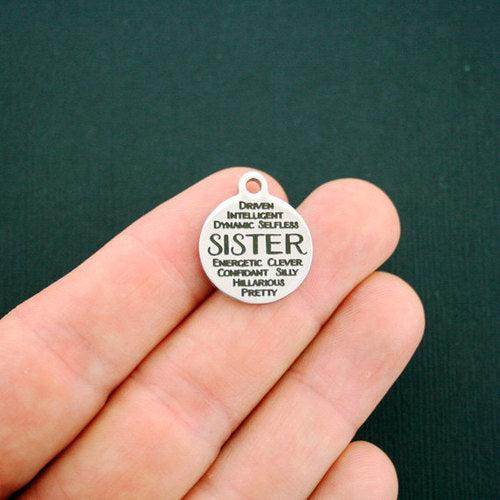 DRIVEN
INTELLIGENT
DYNAMIC SELFLESS
SISTER
ENERGETIC CLEVER
CONFIDANT SILLY
HILLARIOUS
PRETTY